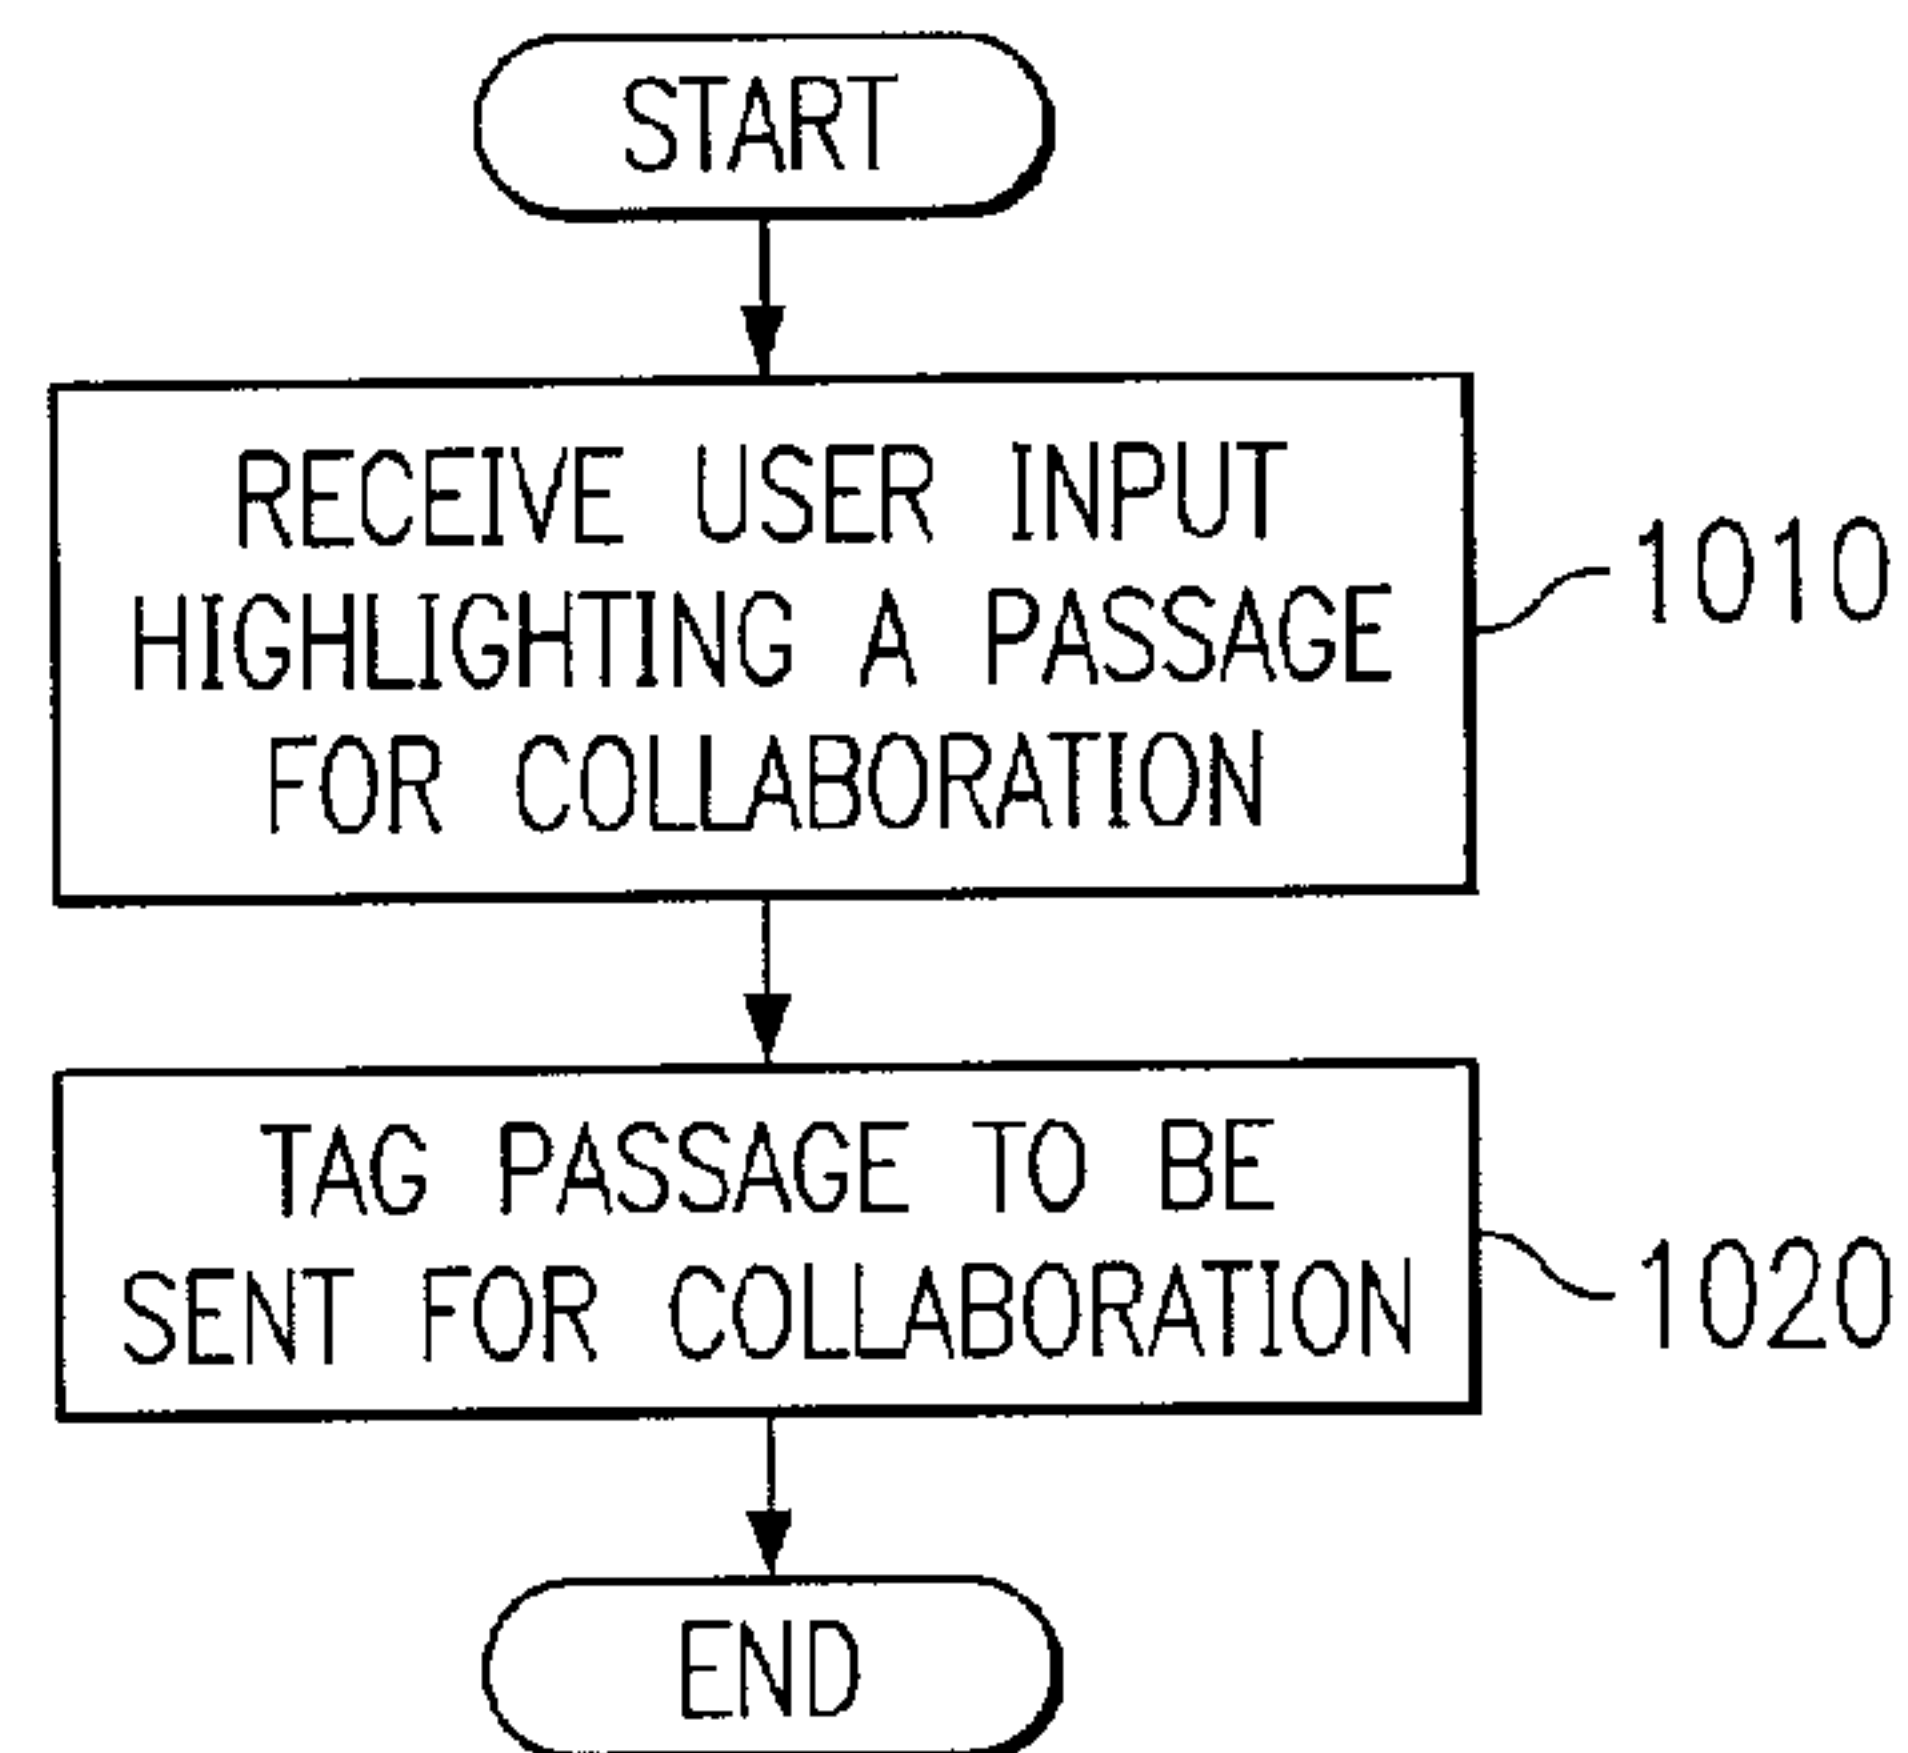 START
RECEIVE USER INPUT
HIGHLIGHTING A PASSAGE
FOR COLLABORATION
1010
TAG PASSAGE TO BE
SENT FOR COLLABORATION
1020
END